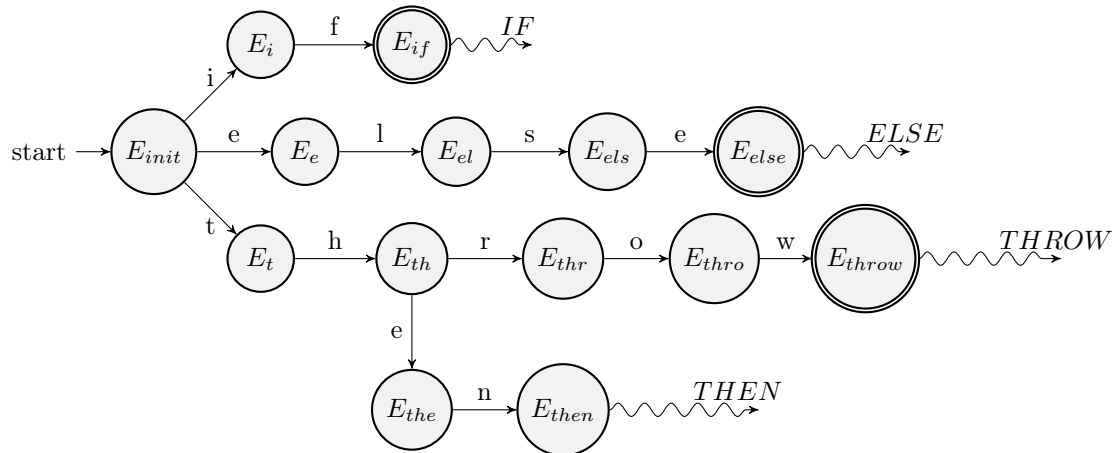 E_i f E_if IF
i
start E_init e E_e l E_el s E_els e E_else ELSE
t
E_t h E_th r E_thr o E_thro w E_throw THROW
e
E_the n E_then THEN